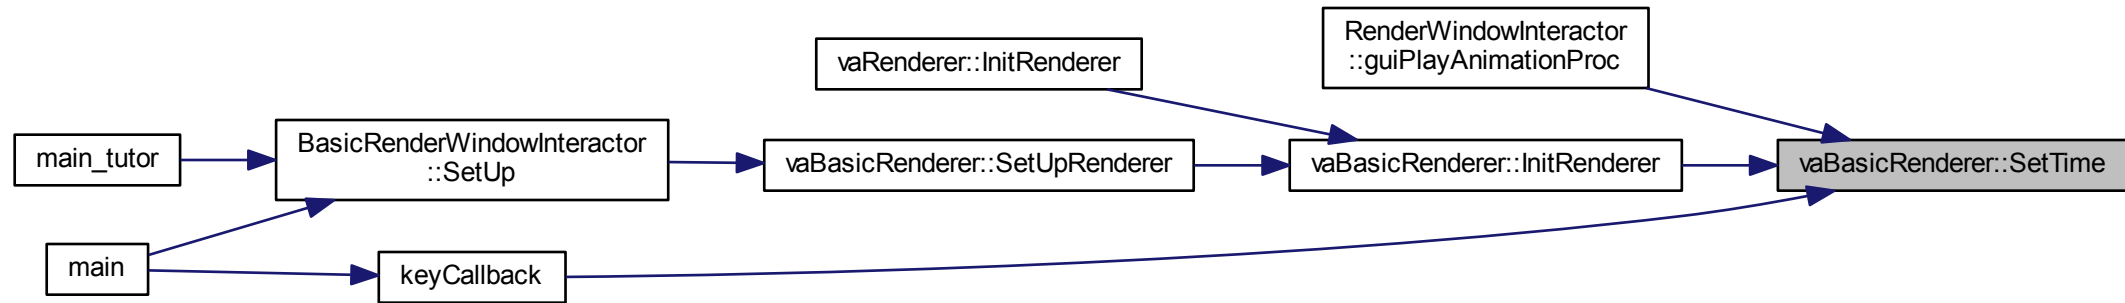 RenderWindowInteractor
::guiPlayAnimationProc
vaRenderer::InitRenderer
BasicRenderWindowInteractor
::SetUp
main_tutor
vaBasicRenderer::SetUpRenderer
vaBasicRenderer::InitRenderer
vaBasicRenderer::SetTime
main
keyCallback